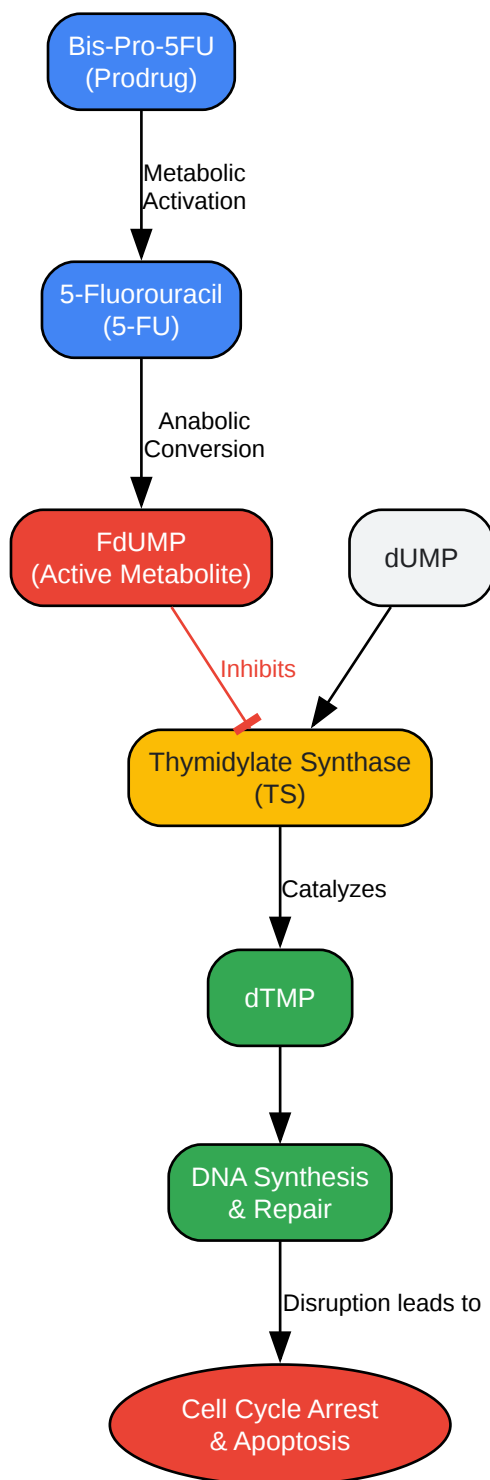 Bis-Pro-5FU
(Prodrug)
Metabolic
Activation
5-Fluorouracil
(5-FU)
Anabolic
Conversion
FdUMP
(Active Metabolite)
dUMP
Inhibits
Thymidylate Synthase
(TS)
Catalyzes
dTMP
DNA Synthesis
& Repair
Disruption leads to
Cell Cycle Arrest
& Apoptosis